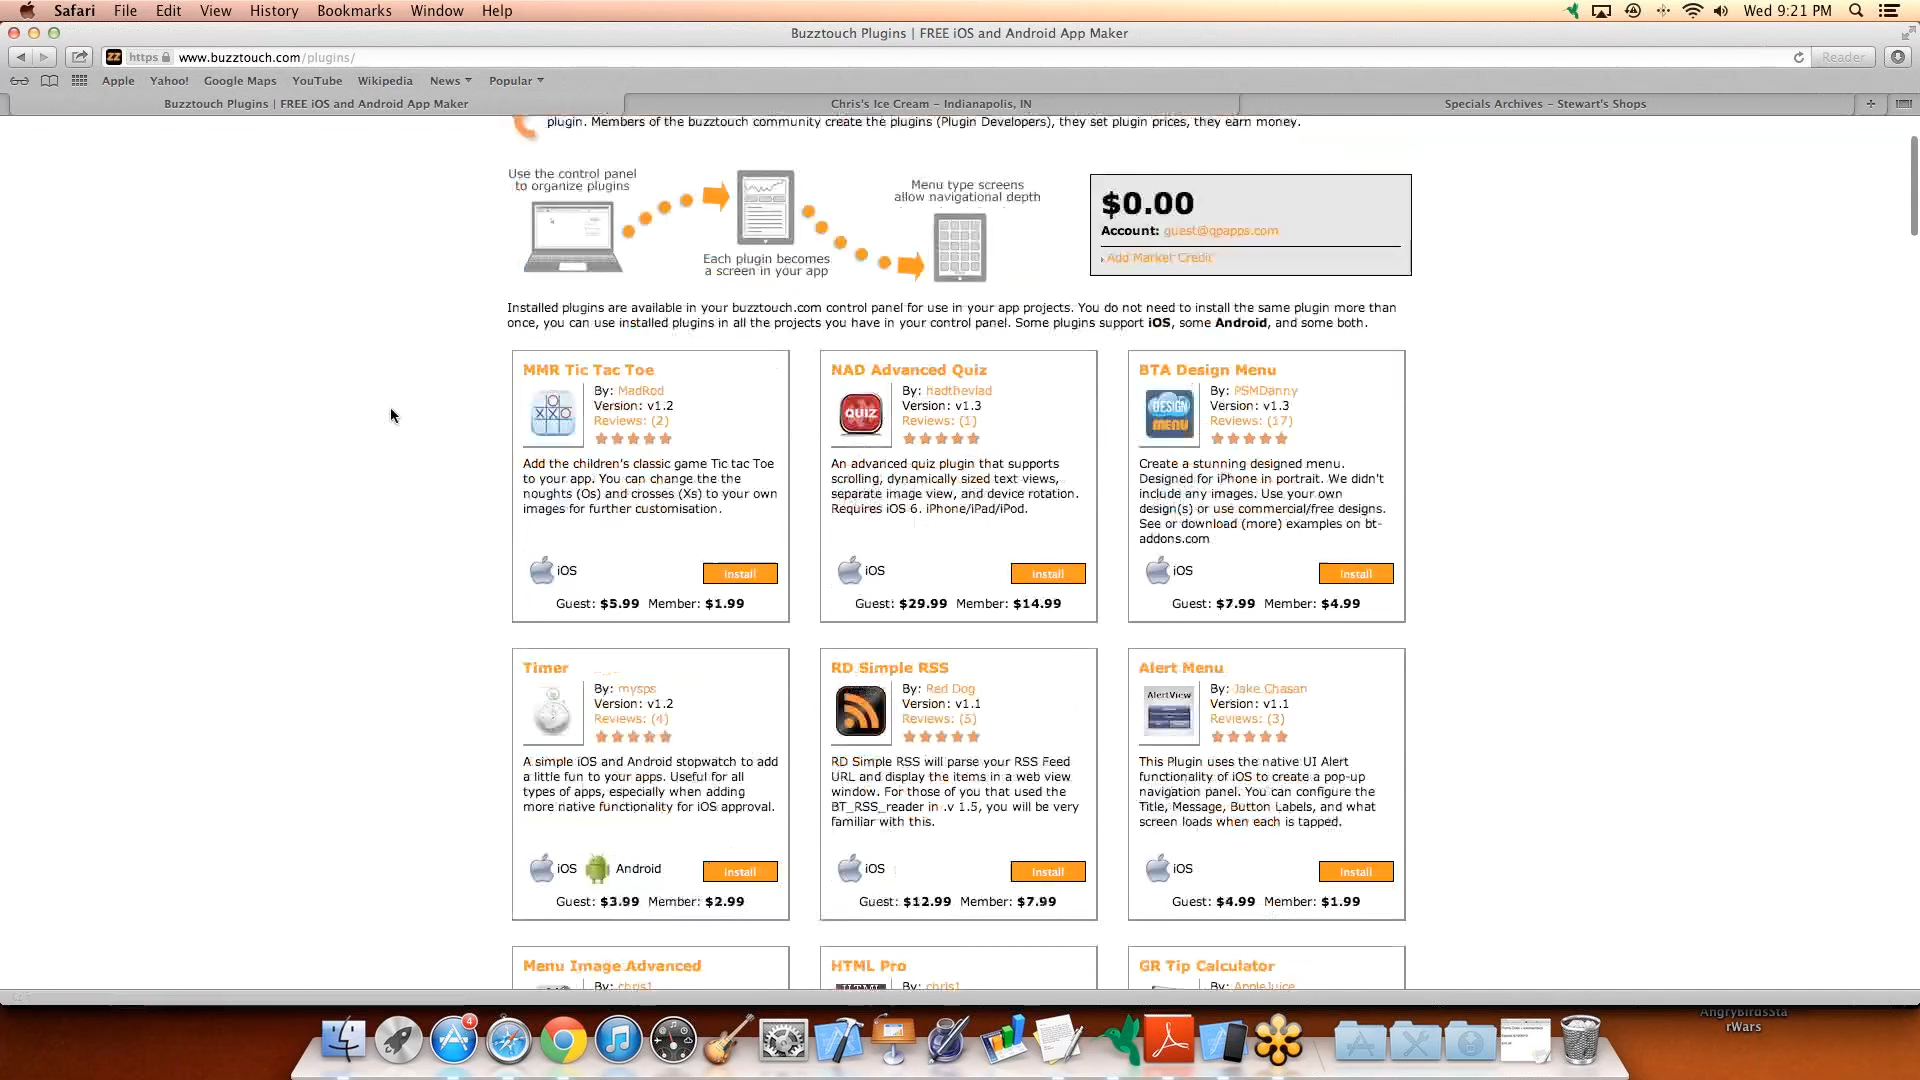 Safari File Edit View History Bookmarks Window Help
Wed 9:21 PM
Buzztouch Plugins | FREE iOS and Android App Maker
https www.buzztouch.com/plugins/
Reader
Apple Yahoo! Google Maps YouTube Wikipedia News Popular
Buzztouch Plugins | FREE iOS and Android App Maker
Chris's Ice Cream – Indianapolis, IN
Specials Archives – Stewart's Shops
plugin. Members of the buzztouch community create the plugins (Plugin Developers), they set plugin prices, they earn money.
Use the control panel
to organize plugins
Each plugin becomes
a screen in your app
Menu type screens
allow navigational depth
$0.00
Account: guest@qpapps.com
Add Market Credit
Installed plugins are available in your buzztouch.com control panel for use in your app projects. You do not need to install the same plugin more than
once, you can use installed plugins in all the projects you have in your control panel. Some plugins support iOS, some Android, and some both.
MMR Tic Tac Toe
By: MadRod
Version: v1.2
Reviews: (2)
Add the children's classic game Tic tac Toe
to your app. You can change the the
noughts (Os) and crosses (Xs) to your own
images for further customisation.
iOS
Install
Guest: $5.99 Member: $1.99
NAD Advanced Quiz
QUIZ
By: nadthevlad
Version: v1.3
Reviews: (1)
An advanced quiz plugin that supports
scrolling, dynamically sized text views,
separate image view, and device rotation.
Requires iOS 6. iPhone/iPad/iPod.
iOS
Install
Guest: $29.99 Member: $14.99
BTA Design Menu
DESIGN
MENU
By: PSMDanny
Version: v1.3
Reviews: (17)
Create a stunning designed menu.
Designed for iPhone in portrait. We didn't
include any images. Use your own
design(s) or use commercial/free designs.
See or download (more) examples on bt-
addons.com
iOS
Install
Guest: $7.99 Member: $4.99
Timer
By: mysps
Version: v1.2
Reviews: (4)
A simple iOS and Android stopwatch to add
a little fun to your apps. Useful for all
types of apps, especially when adding
more native functionality for iOS approval.
iOS Android
Install
Guest: $3.99 Member: $2.99
RD Simple RSS
By: Red Dog
Version: v1.1
Reviews: (5)
RD Simple RSS will parse your RSS Feed
URL and display the items in a web view
window. For those of you that used the
BT_RSS_reader in .v 1.5, you will be very
familiar with this.
iOS
Install
Guest: $12.99 Member: $7.99
Alert Menu
AlertView
By: Jake Chasan
Version: v1.1
Reviews: (3)
This Plugin uses the native UI Alert
functionality of iOS to create a pop-up
navigation panel. You can configure the
Title, Message, Button Labels, and what
screen loads when each is tapped.
iOS
Install
Guest: $4.99 Member: $1.99
Menu Image Advanced
By: chris1
HTML Pro
By: chris1
GR Tip Calculator
By: AppleJuice
AngryBirdsSta
rWars
4